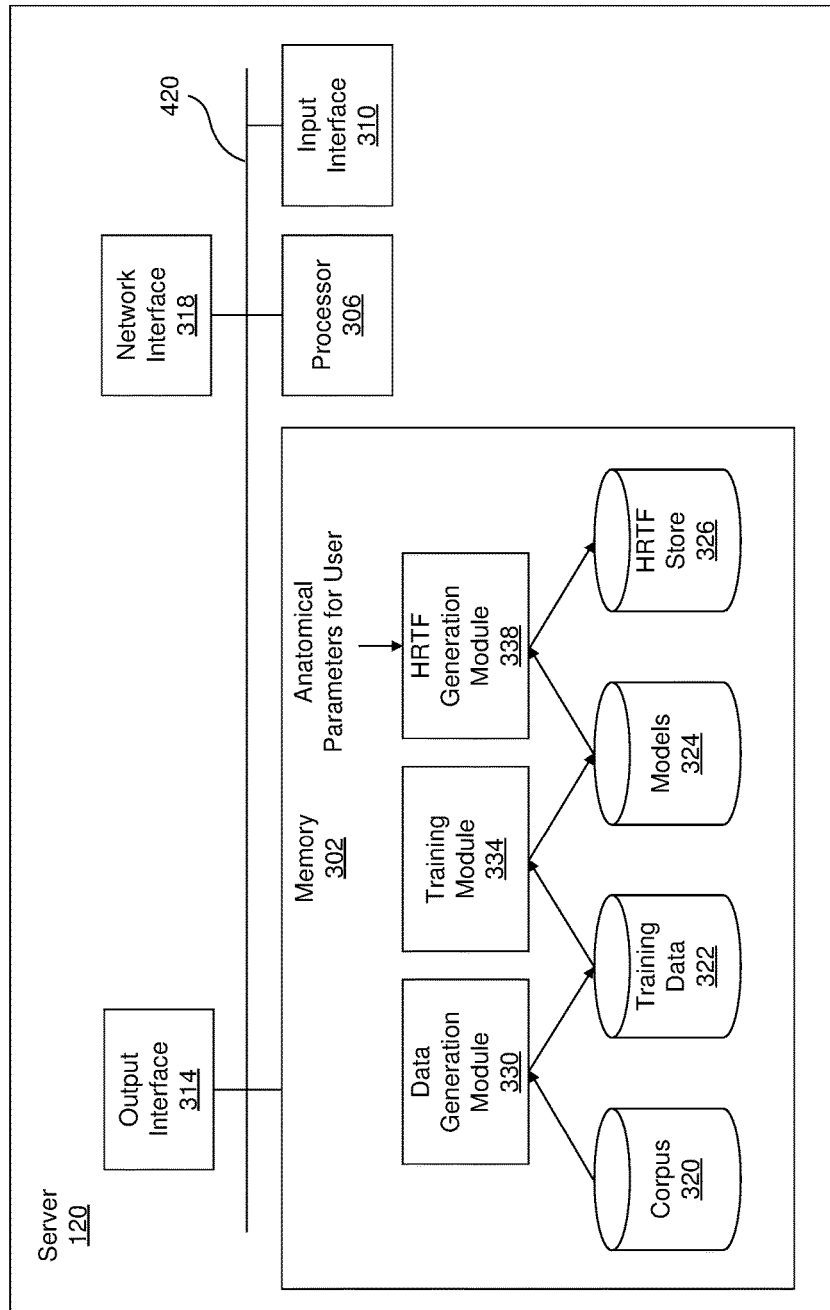 Server
120
Output
Interface
314
Network
Interface
318
420
Processor
306
Input
Interface
310
Memory
302
Anatomical
Parameters for User
Data
Generation
Module
330
Training
Module
334
HRTF
Generation
Module
338
Corpus
320
Training
Data
322
Models
324
HRTF
Store
326